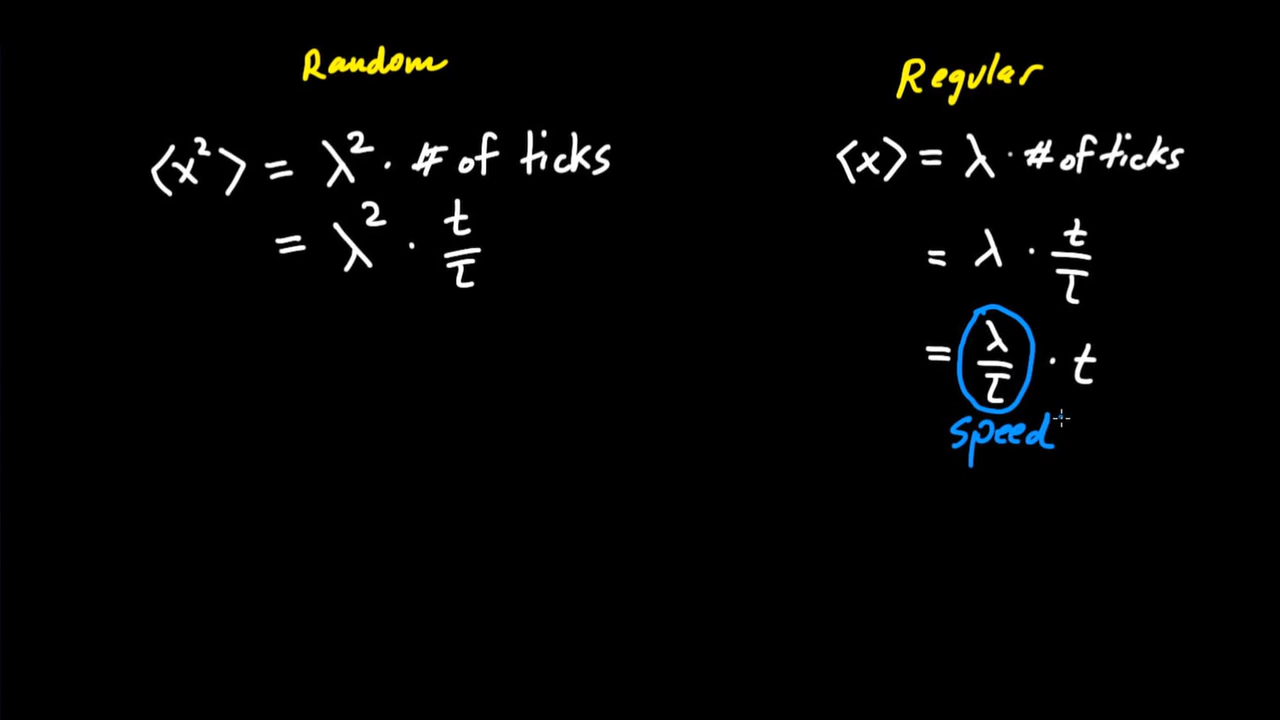 Random
⟨x²⟩ = λ² · # of ticks
= λ² · t/τ
Regular
⟨x⟩ = λ · # of ticks
= λ · t/τ
= λ/τ · t
speed